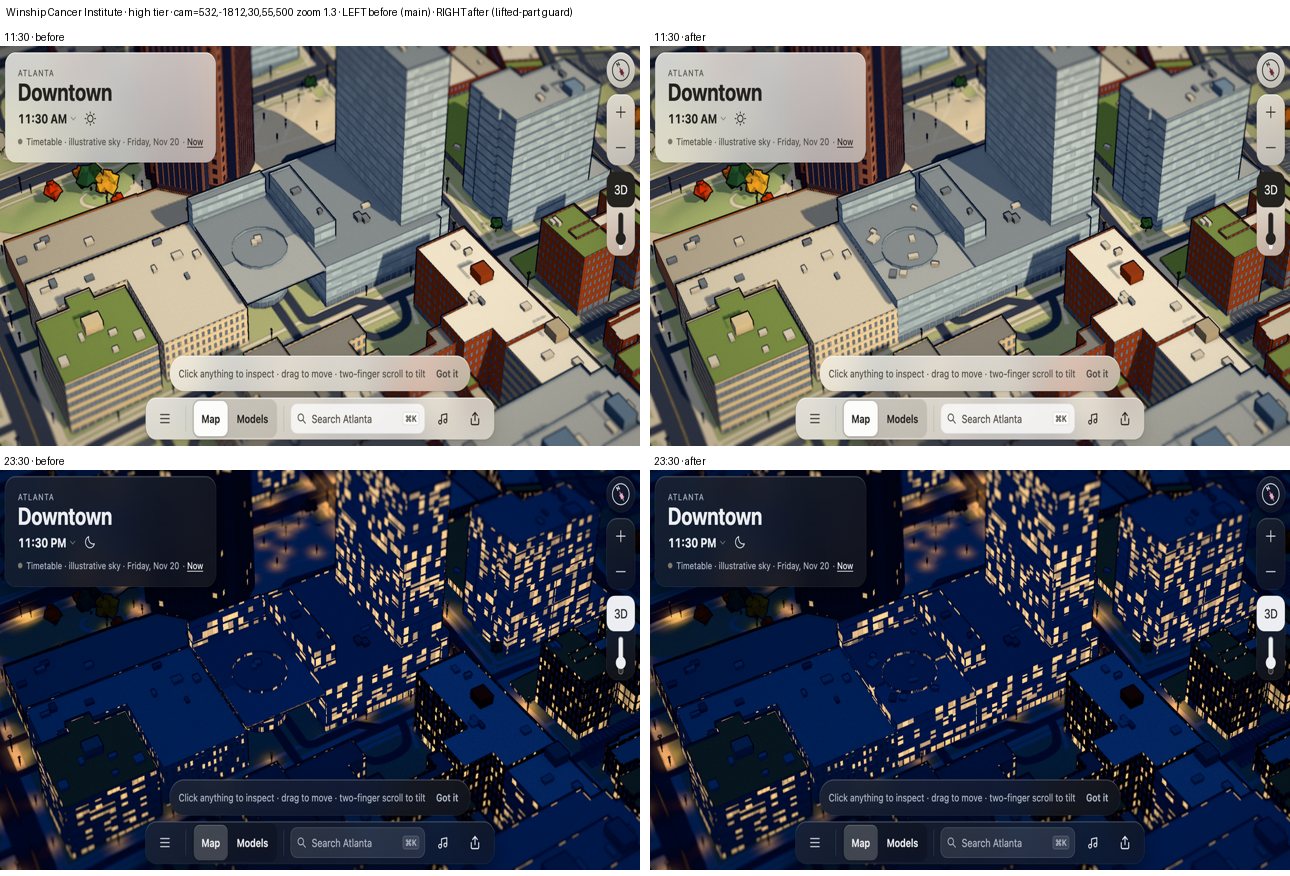 Winship Cancer Institute · high tier · cam=532,-1812,30,55,500 zoom 1.3 · LEFT before (main) · RIGHT after (lifted-part guard)
11:30 · before
11:30 · after
ATLANTA
Downtown
11:30 AM
Timetable · illustrative sky · Friday, Nov 20 · Now
N
+
−
3D
Click anything to inspect · drag to move · two-finger scroll to tilt Got it
Map Models Search Atlanta ⌘K
ATLANTA
Downtown
11:30 AM
Timetable · illustrative sky · Friday, Nov 20 · Now
N
+
−
3D
Click anything to inspect · drag to move · two-finger scroll to tilt Got it
Map Models Search Atlanta ⌘K
23:30 · before
23:30 · after
ATLANTA
Downtown
11:30 PM
Timetable · illustrative sky · Friday, Nov 20 · Now
N
+
−
3D
Click anything to inspect · drag to move · two-finger scroll to tilt Got it
Map Models Search Atlanta ⌘K
ATLANTA
Downtown
11:30 PM
Timetable · illustrative sky · Friday, Nov 20 · Now
N
+
−
3D
Click anything to inspect · drag to move · two-finger scroll to tilt Got it
Map Models Search Atlanta ⌘K